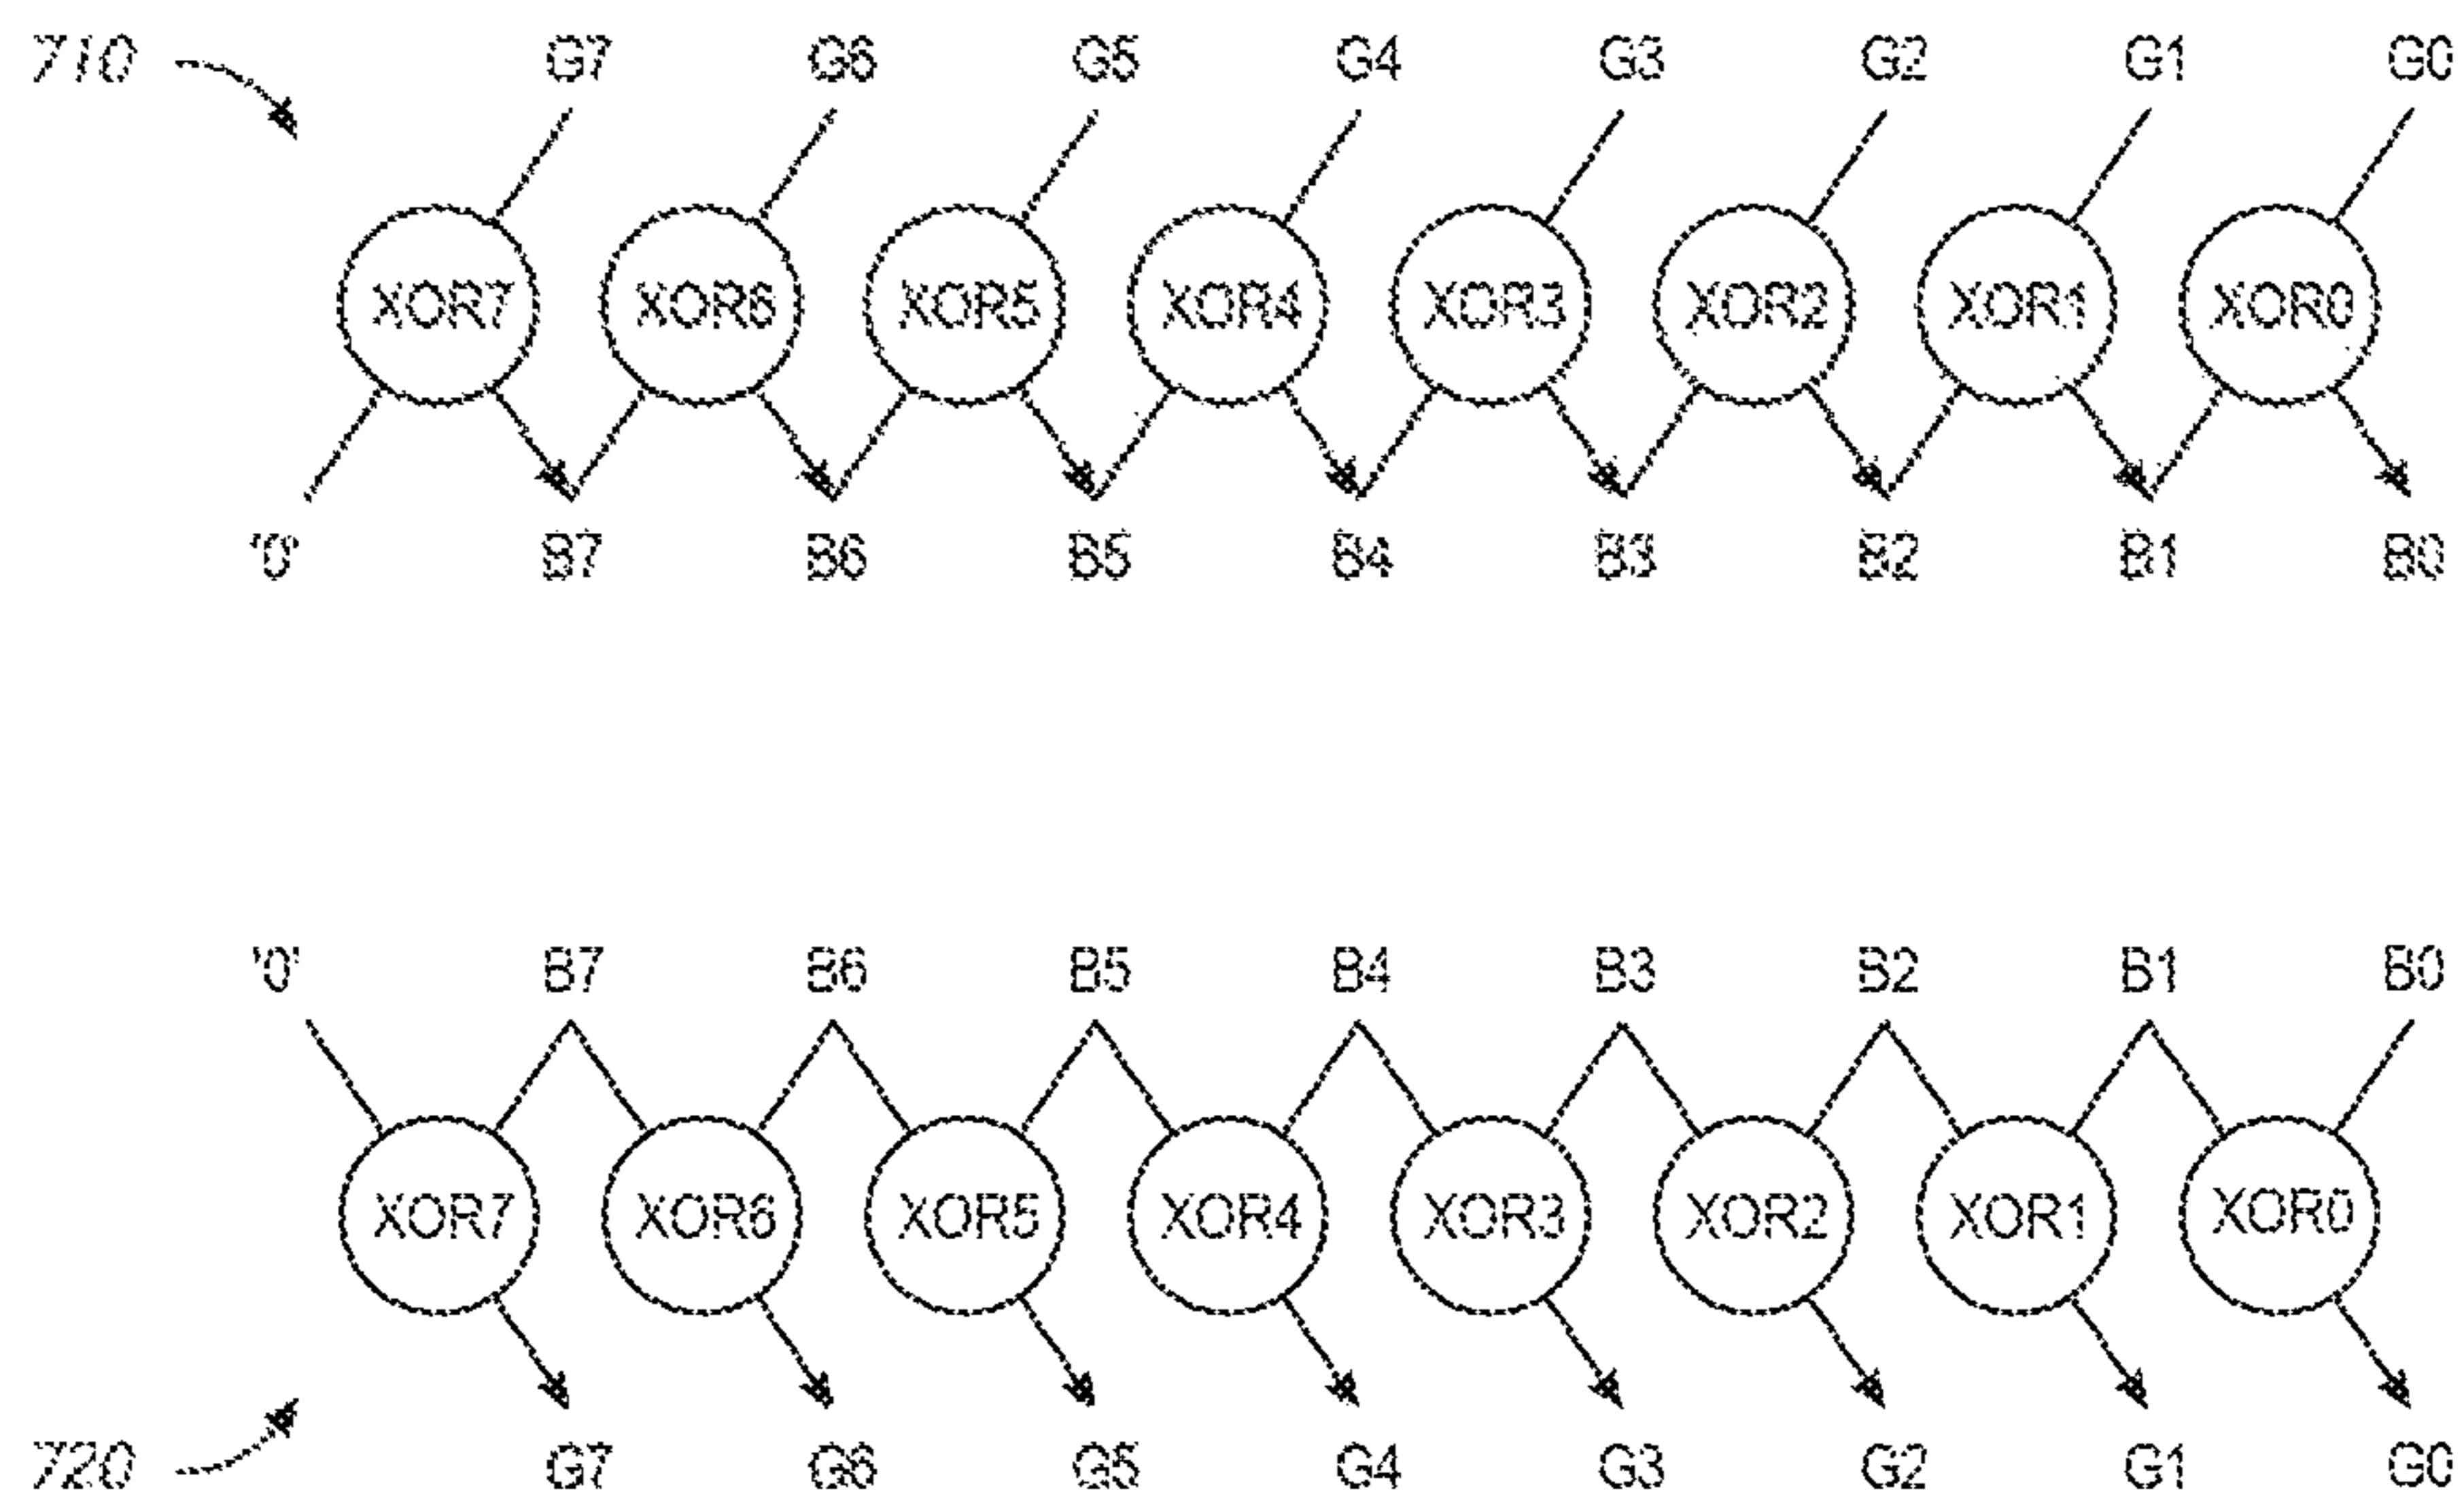 710 G7 G6 G5 G4 G3 G2 G1 G0
XOR7 XOR6 XOR5 XOR4 XOR3 XOR2 XOR1 XOR0
'0' B7 B6 B5 B4 B3 B2 B1 B0
'0' B7 B6 B5 B4 B3 B2 B1 B0
XOR7 XOR6 XOR5 XOR4 XOR3 XOR2 XOR1 XOR0
720 G7 G6 G5 G4 G3 G2 G1 G0